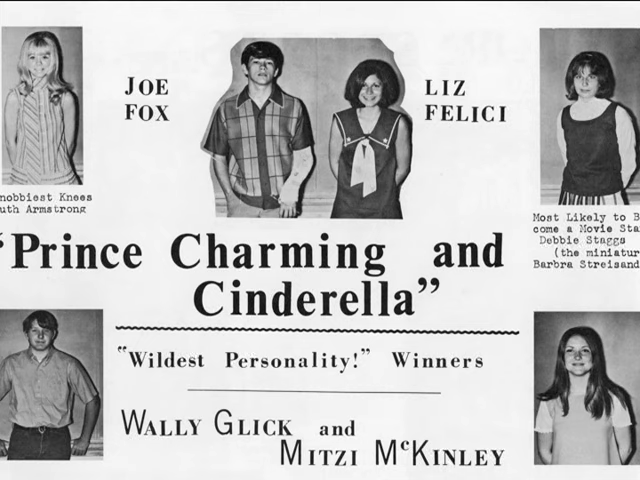 JOE
FOX
LIZ
FELICI
nobbiest Knees
uth Armstrong
Most Likely to B
come a Movie Sta
Debbie Staggs
(the miniatur
Barbra Streisand
"Prince Charming and
Cinderella"
"Wildest Personality!" Winners
WALLY GLICK and
MITZI McKINLEY